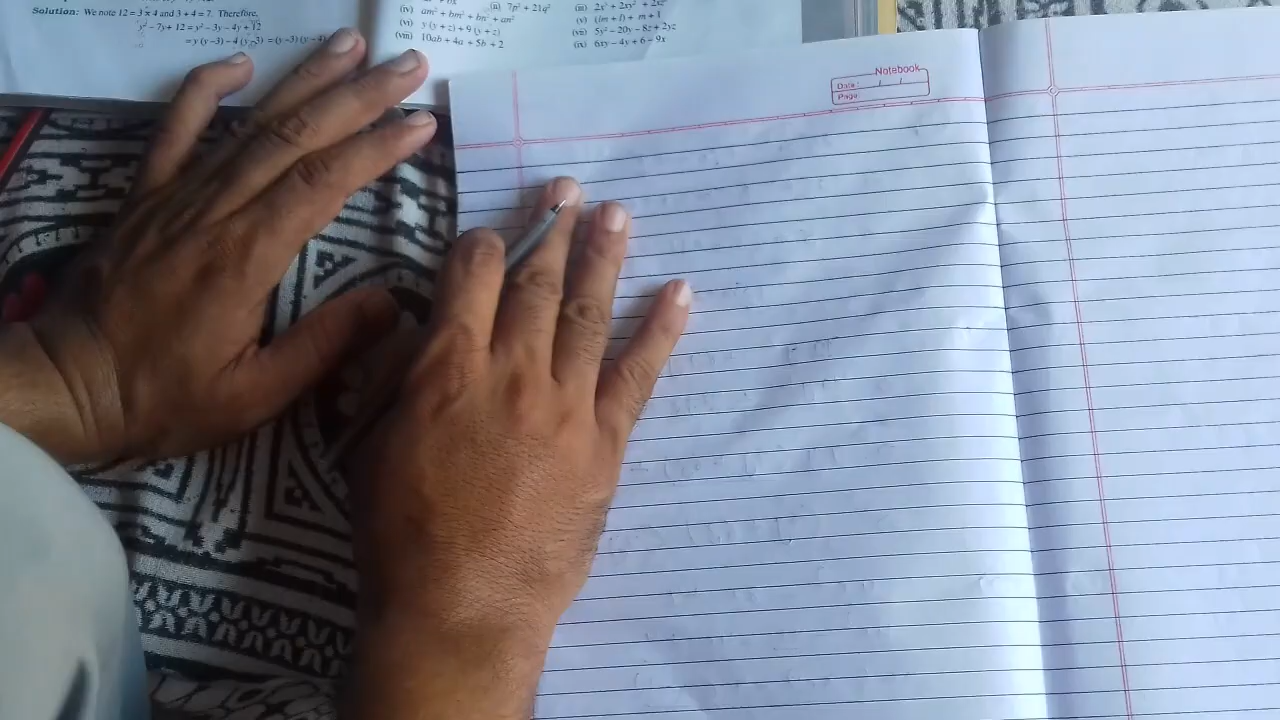 Solution: We note 12 = 3 x 4 and 3 + 4 = 7. Therefore,
y² – 7y + 12 = y² – 3y – 4y + 12
= y (y – 3) – 4 (y – 3) = (y – 3) (y – 4)
7p² + 21q²
(iii) 2x³ + 2xy² + 2xz²
(iv) am² + bm² + bn² + an²
(v) (lm + l) + m + 1
(vi) y (y + z) + 9 (y + z)
(vii) 5y² – 20y – 8z + 2yz
(viii) 10ab + 4a + 5b + 2
(ix) 6xy – 4y + 6 – 9x
Notebook
Date / /
Page